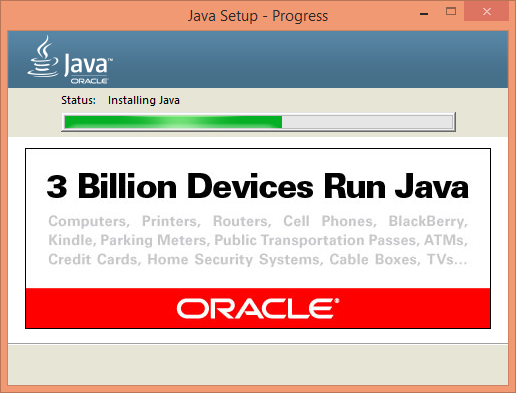 Java Setup - Progress
Java™
ORACLE
Status: Installing Java
3 Billion Devices Run Java
Computers, Printers, Routers, Cell Phones, BlackBerry,
Kindle, Parking Meters, Public Transportation Passes, ATMs,
Credit Cards, Home Security Systems, Cable Boxes, TVs...
ORACLE®